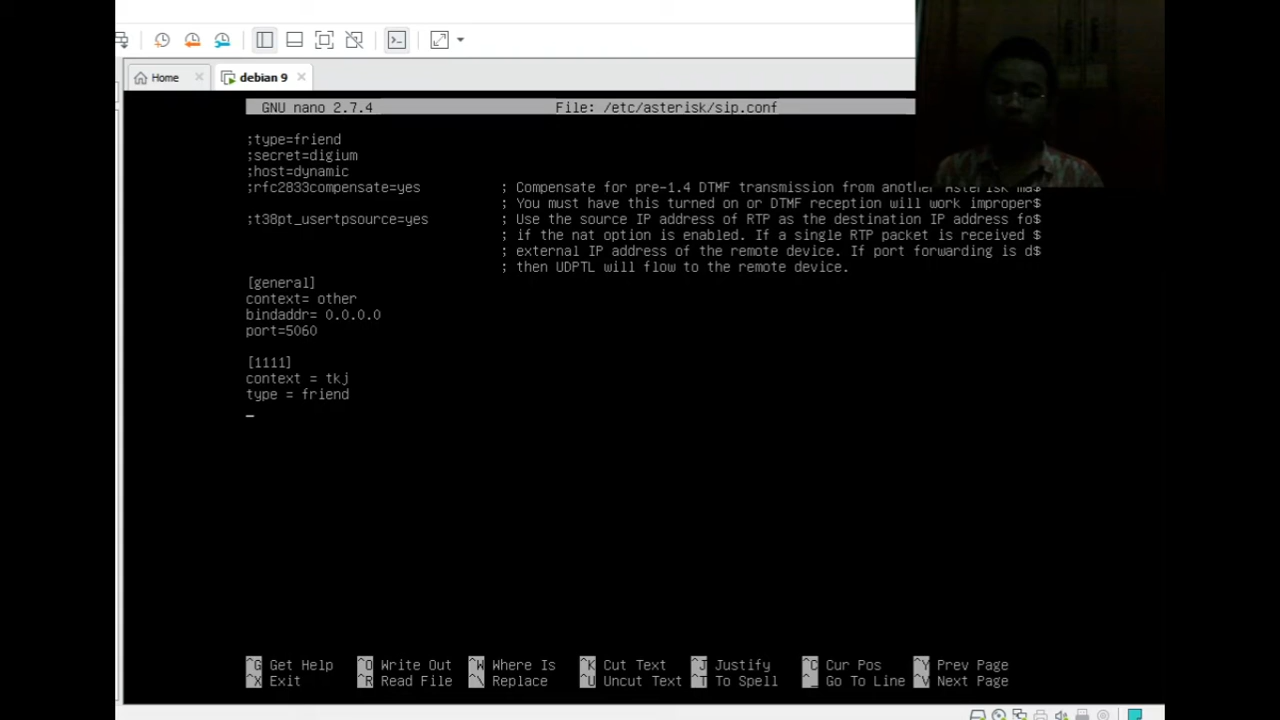 Home
debian 9
GNU nano 2.7.4 File: /etc/asterisk/sip.conf
;type=friend
;secret=digium
;host=dynamic
;rfc2833compensate=yes ; Compensate for pre-1.4 DTMF transmission from another Asterisk ma$
; You must have this turned on or DTMF reception will work improper$
;t38pt_usertpsource=yes ; Use the source IP address of RTP as the destination IP address fo$
; if the nat option is enabled. If a single RTP packet is received $
; external IP address of the remote device. If port forwarding is d$
; then UDPTL will flow to the remote device.
[general]
context= other
bindaddr= 0.0.0.0
port=5060
[1111]
context = tkj
type = friend
^G Get Help ^O Write Out ^W Where Is ^K Cut Text ^J Justify ^C Cur Pos ^Y Prev Page
^X Exit ^R Read File ^\ Replace ^U Uncut Text ^T To Spell ^_ Go To Line ^V Next Page